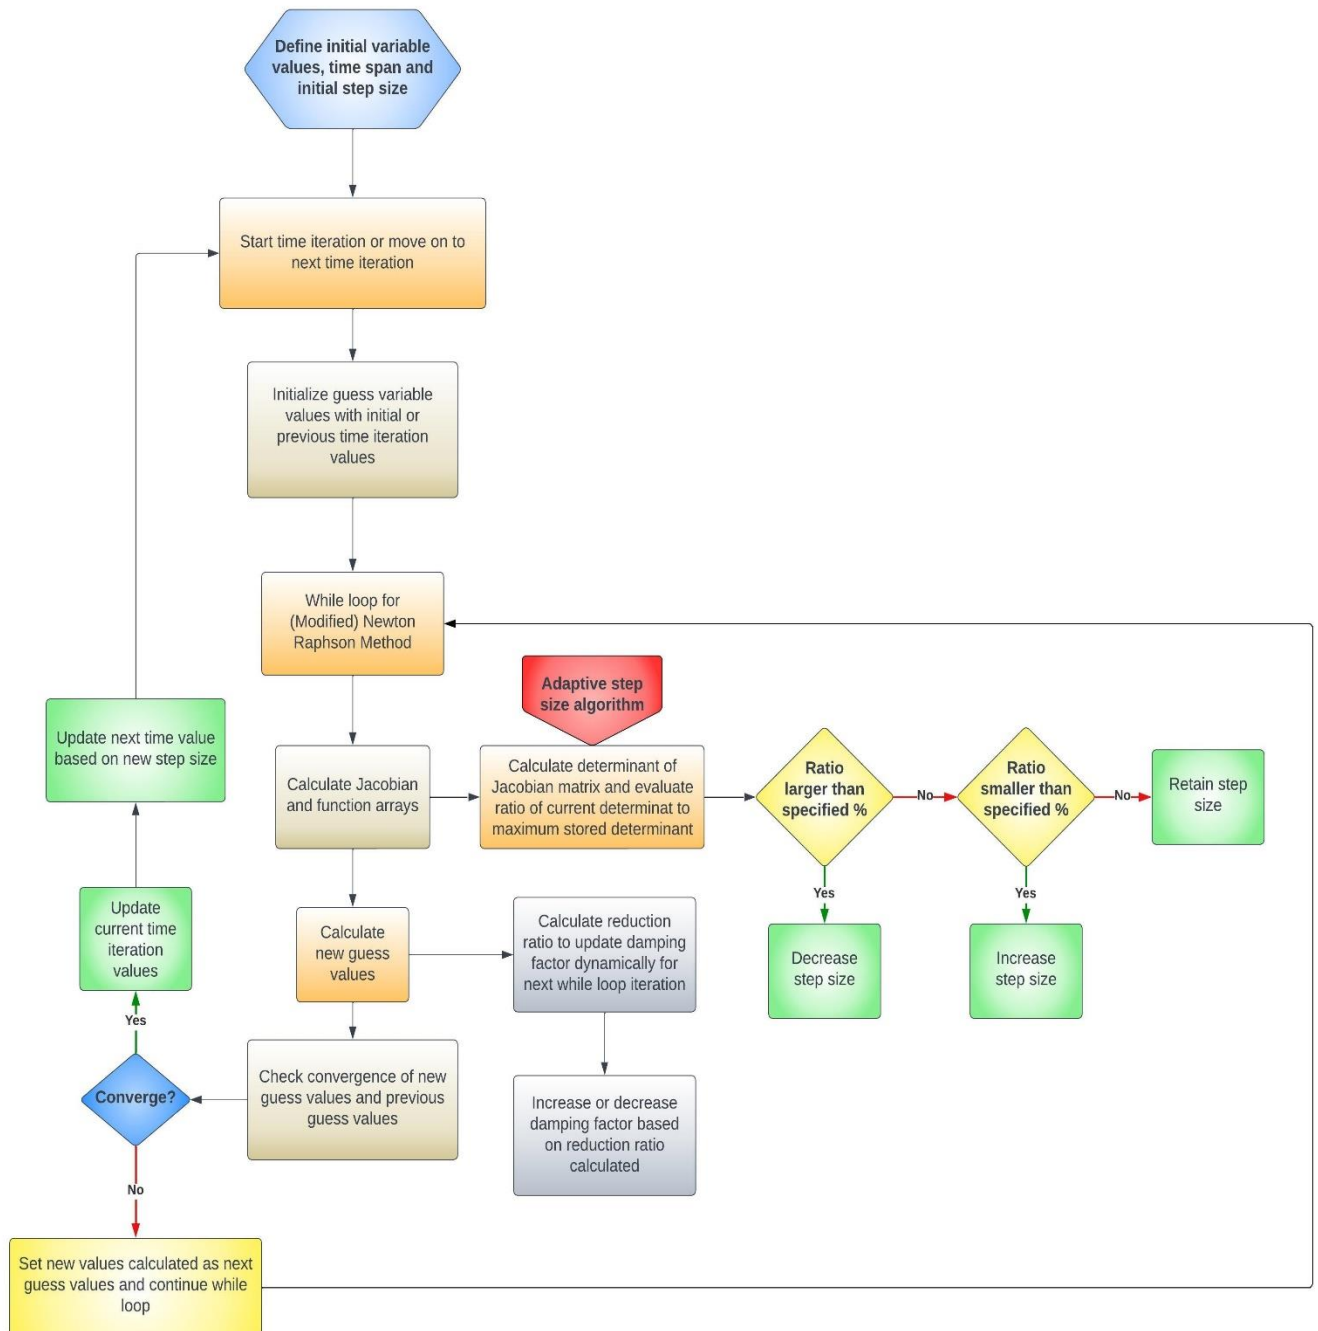 Define initial variable
values, time span and
initial step size
Start time iteration or move on to
next time iteration
Initialize guess variable
values with initial or
previous time iteration
values
While loop for
(Modified) Newton
Raphson Method
Adaptive step
size algorithm
Update next time value
based on new step size
Calculate Jacobian
and function arrays
Calculate determinant of
Jacobian matrix and evaluate
ratio of current determinat to
maximum stored determinant
Ratio
larger than
specified %
No
Ratio
smaller than
specified %
No
Retain step
size
Yes
Decrease
step size
Yes
Increase
step size
Update
current time
iteration
values
Calculate
new guess
values
Calculate reduction
ratio to update damping
factor dynamically for
next while loop iteration
Yes
Converge?
Check convergence of new
guess values and previous
guess values
Increase or decrease
damping factor based
on reduction ratio
calculated
No
Set new values calculated as next
guess values and continue while
loop